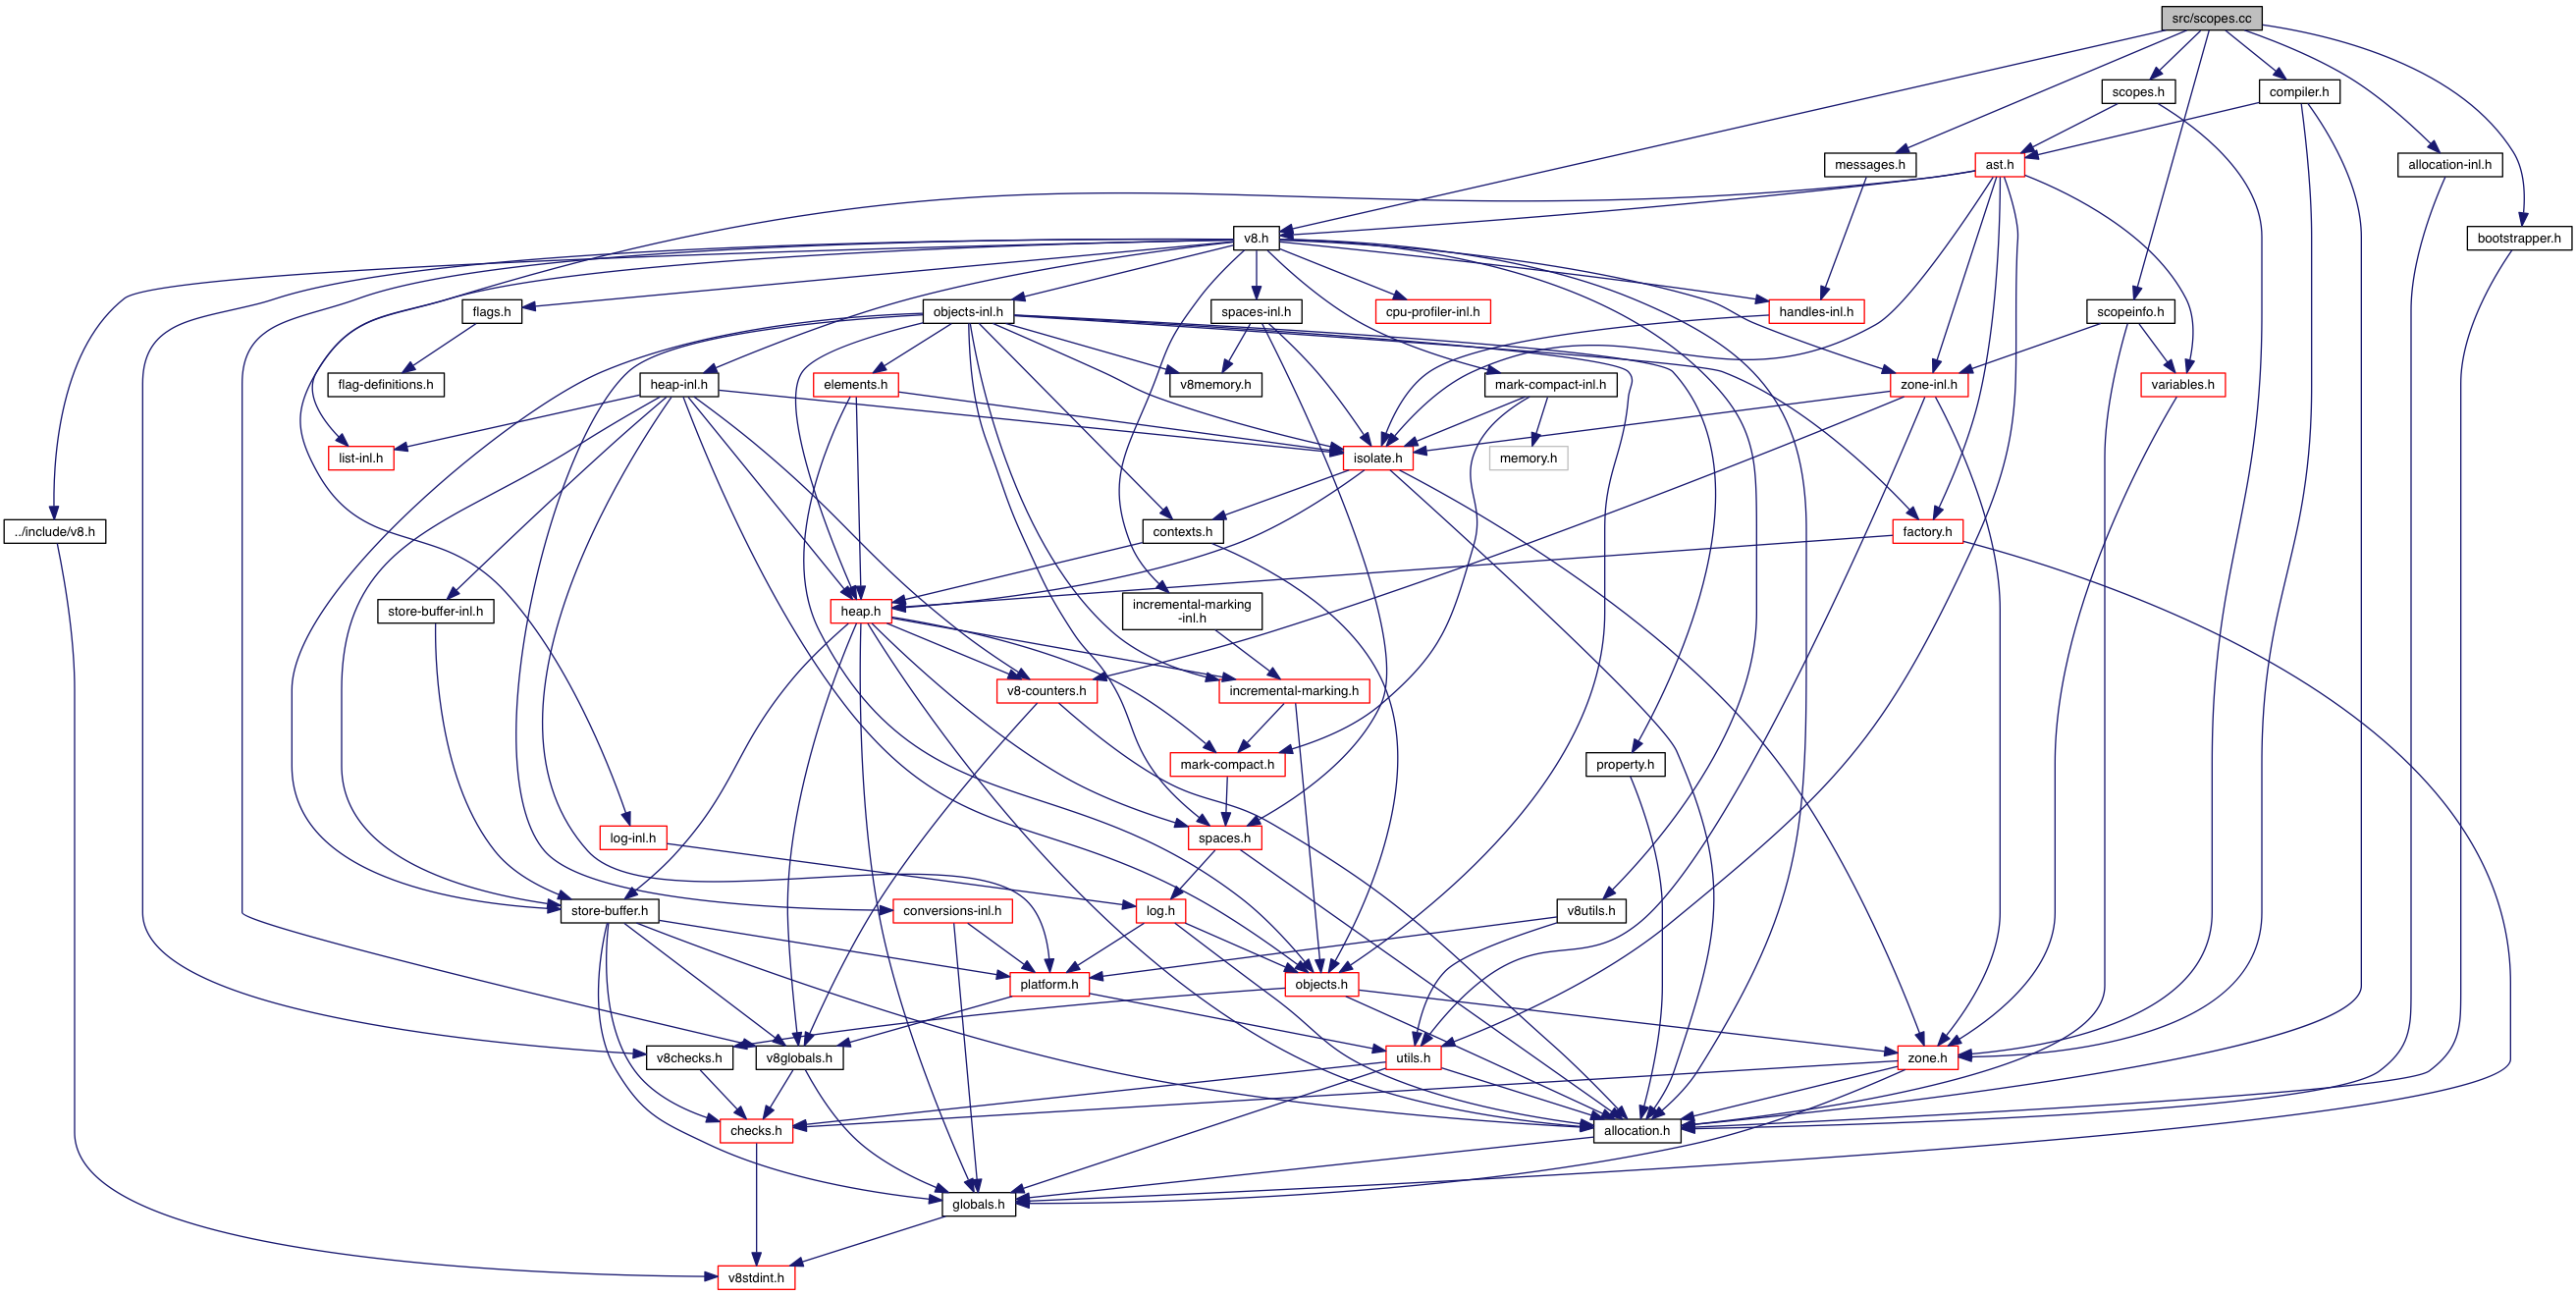 src/scopes.cc
scopes.h
compiler.h
messages.h
ast.h
allocation-inl.h
v8.h
bootstrapper.h
flags.h
objects-inl.h
spaces-inl.h
cpu-profiler-inl.h
handles-inl.h
scopeinfo.h
flag-definitions.h
heap-inl.h
elements.h
v8memory.h
mark-compact-inl.h
zone-inl.h
variables.h
list-inl.h
isolate.h
memory.h
../include/v8.h
contexts.h
factory.h
store-buffer-inl.h
heap.h
incremental-marking
-inl.h
v8-counters.h
incremental-marking.h
mark-compact.h
property.h
log-inl.h
spaces.h
store-buffer.h
conversions-inl.h
log.h
v8utils.h
platform.h
objects.h
v8checks.h
v8globals.h
utils.h
zone.h
checks.h
allocation.h
globals.h
v8stdint.h